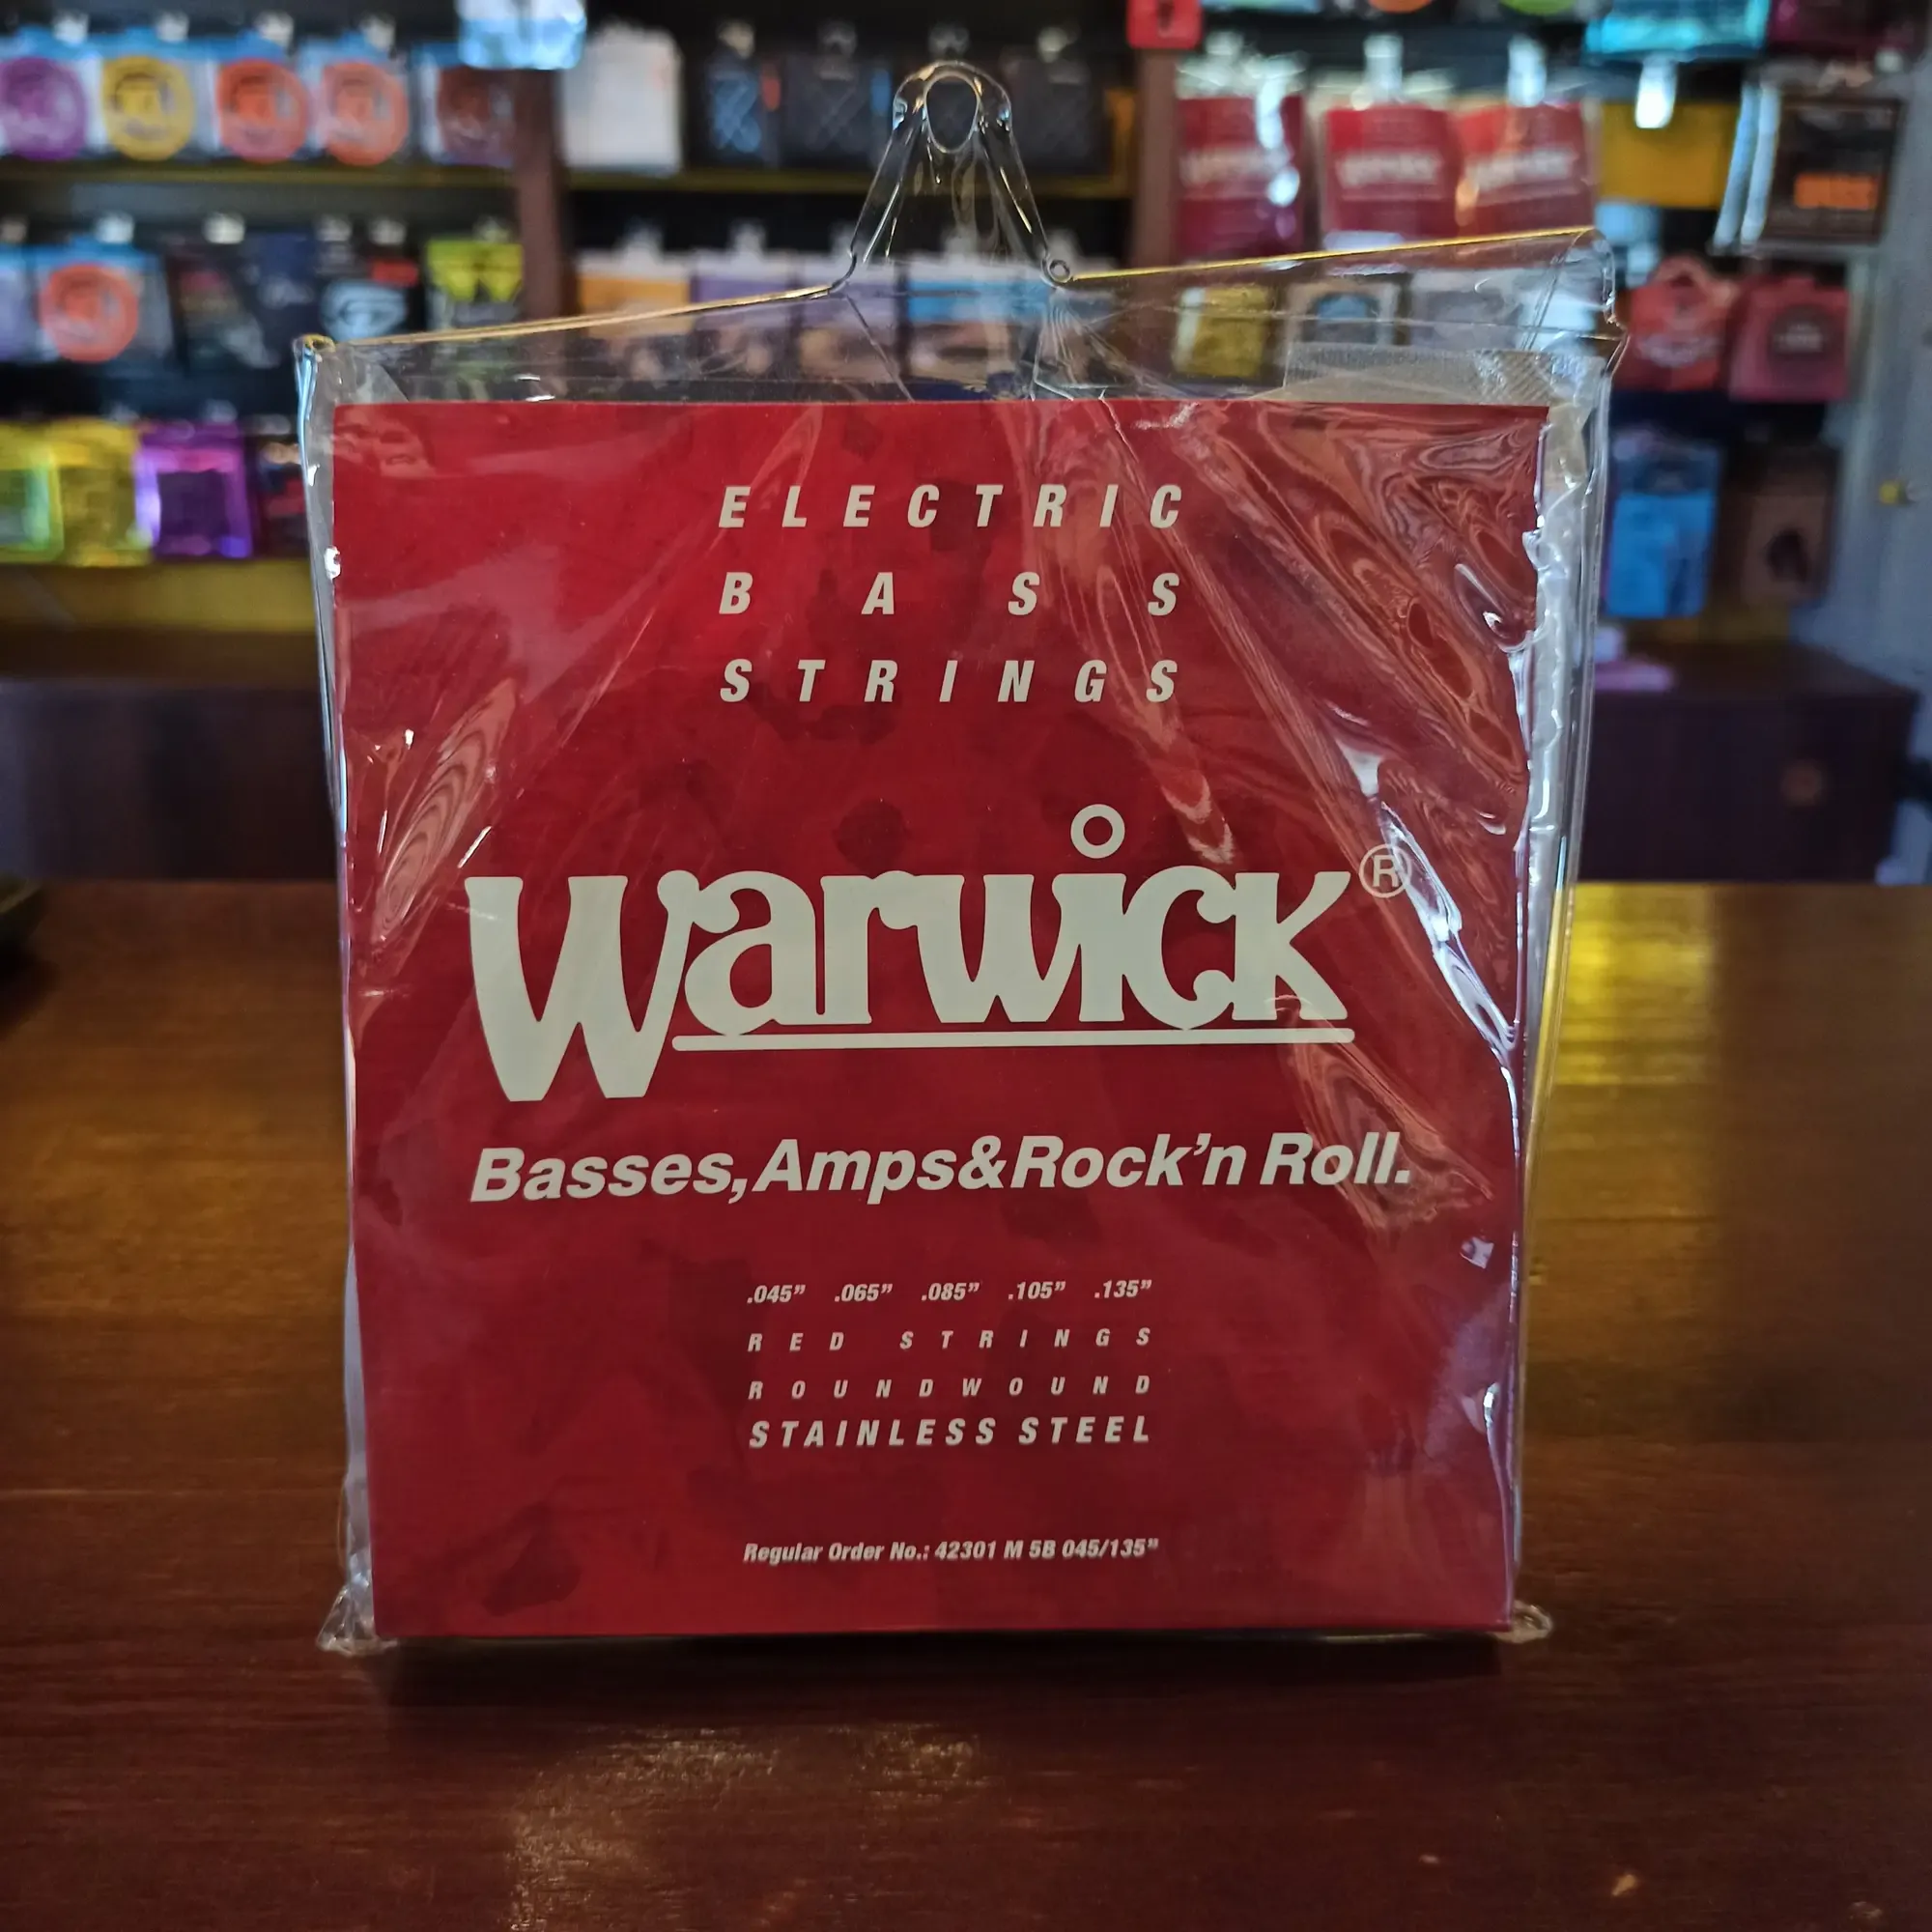 ELECTRIC
BASS
STRINGS
Warwick®
Basses, Amps & Rock'n Roll.
.045” .065” .085” .105” .135”
RED STRINGS
ROUNDWOUND
STAINLESS STEEL
Regular Order No.: 42301 M 5B 045/135”